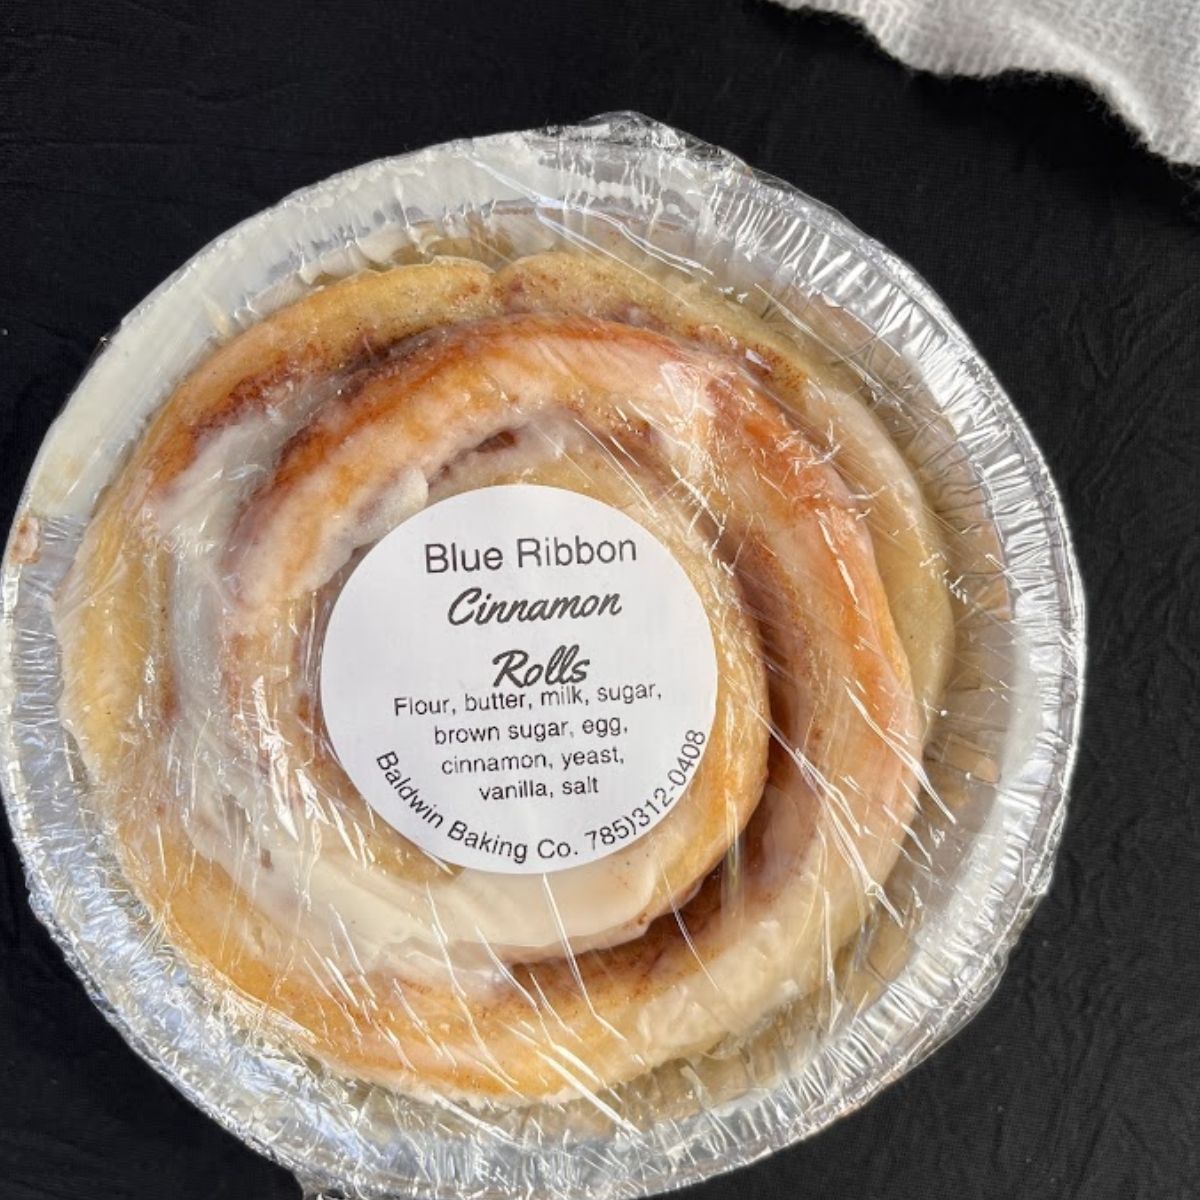 Blue Ribbon
Cinnamon
Rolls
Flour, butter, milk, sugar,
brown sugar, egg,
cinnamon, yeast,
vanilla, salt
Baldwin Baking Co. 785)312-0408